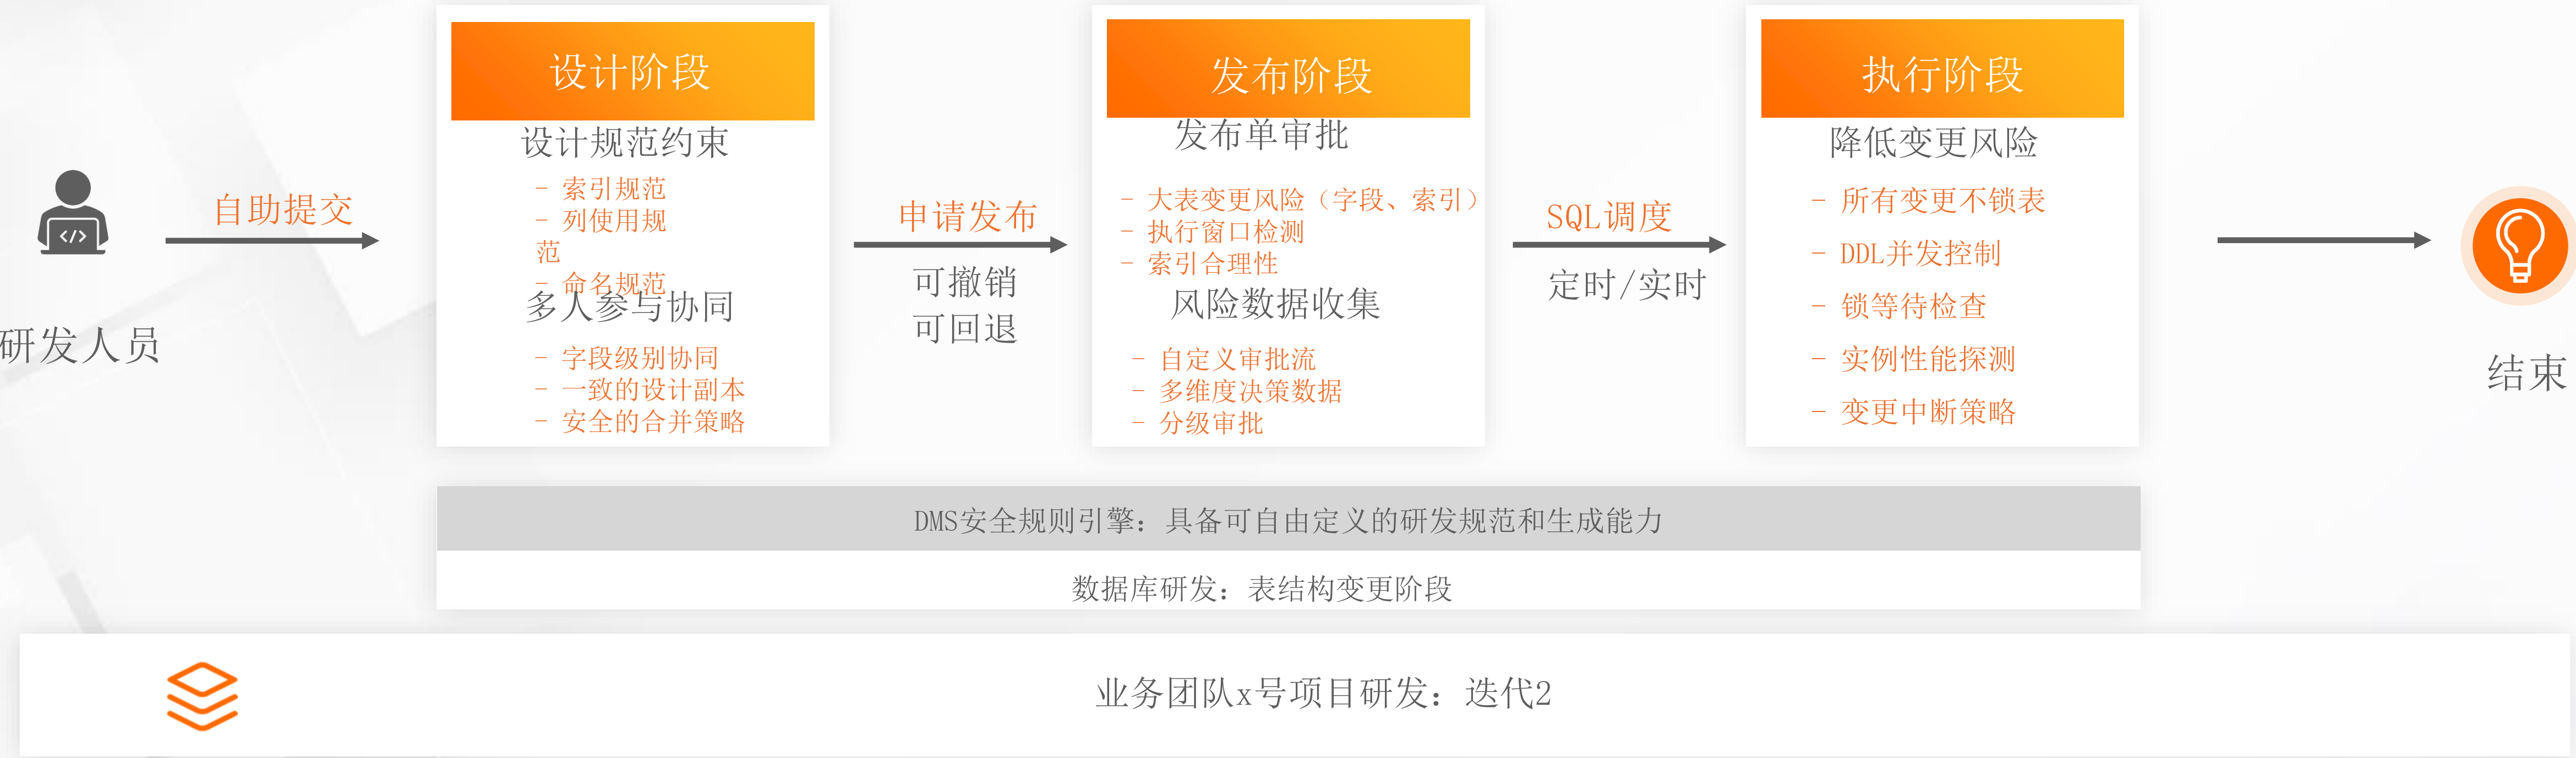 研发人员
自助提交
设计阶段
设计规范约束
- 索引规范
- 列使用规
范
- 命名规范
多人参与协同
- 字段级别协同
- 一致的设计副本
- 安全的合并策略
申请发布
可撤销
可回退
发布阶段
发布单审批
- 大表变更风险（字段、索引）
- 执行窗口检测
- 索引合理性
风险数据收集
- 自定义审批流
- 多维度决策数据
- 分级审批
SQL调度
定时/实时
执行阶段
降低变更风险
- 所有变更不锁表
- DDL并发控制
- 锁等待检查
- 实例性能探测
- 变更中断策略
结束
DMS安全规则引擎：具备可自由定义的研发规范和生成能力
数据库研发：表结构变更阶段
业务团队x号项目研发：迭代2